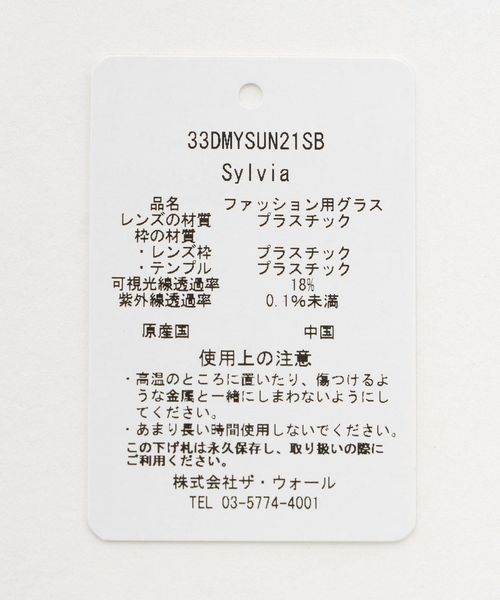 33DMYSUN21SB
Sylvia
品名 ファッション用グラス
レンズの材質 プラスチック
枠の材質
・レンズ枠 プラスチック
・テンプル プラスチック
可視光線透過率 18%
紫外線透過率 0.1%未満
原産国 中国
使用上の注意
・高温のところに置いたり、傷つけるよ
うな金属と一緒にしまわないようにし
てください。
・あまり長い時間使用しないでください。
この下げ札は永久保存し、取り扱いの際に
ご利用ください。
株式会社ザ・ウォール
TEL 03-5774-4001